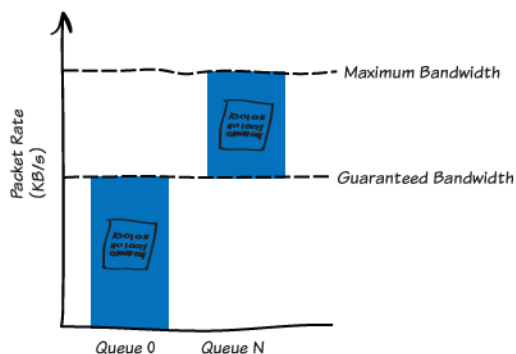 Maximum Bandwidth
Packet Rate
(KB/s)
Guaranteed Bandwidth
Queue 0
Queue N